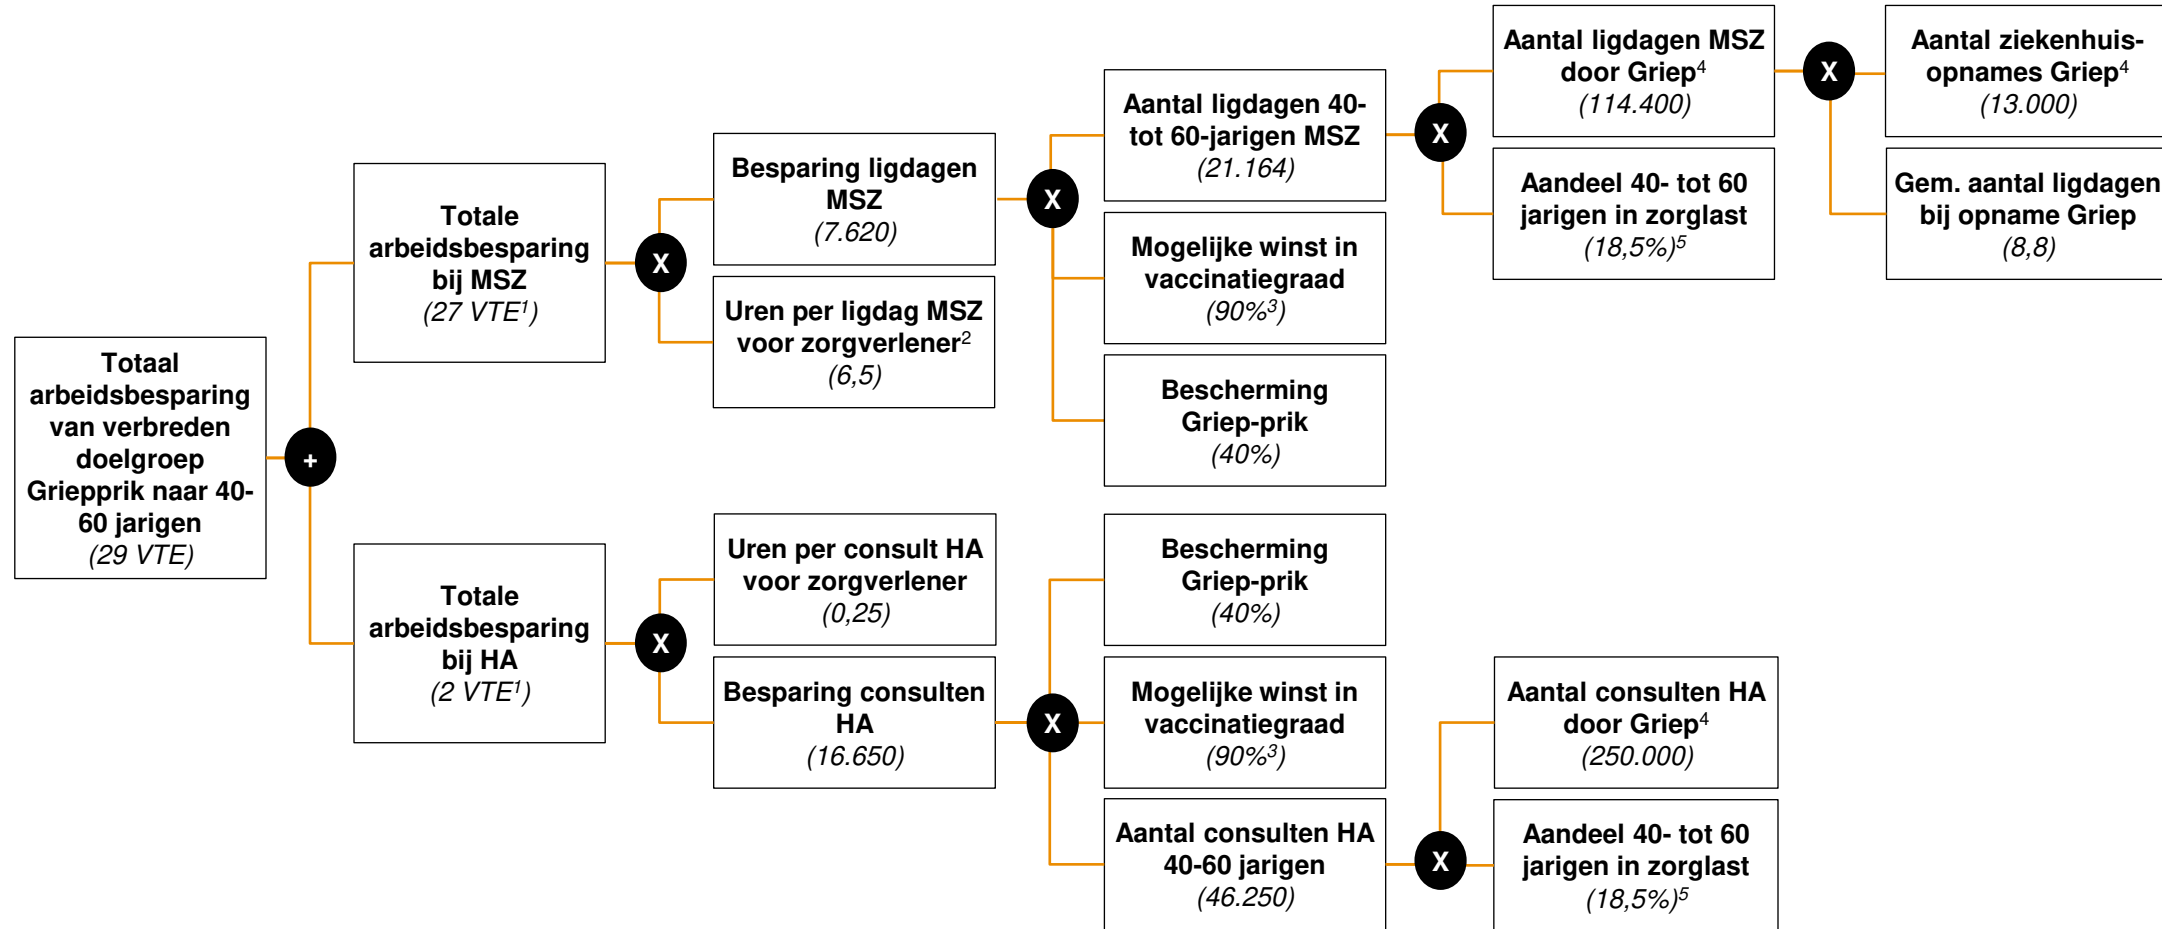 Totaal
arbeidsbesparing
van verbreden
doelgroep
Griepprik naar 40-
60 jarigen
(29 VTE)
+
Totale
arbeidsbesparing
bij MSZ
(27 VTE¹)
X
Besparing ligdagen
MSZ
(7.620)
Uren per ligdag MSZ
voor zorgverlener²
(6,5)
X
Aantal ligdagen 40-
tot 60-jarigen MSZ
(21.164)
Mogelijke winst in
vaccinatiegraad
(90%³)
Bescherming
Griep-prik
(40%)
X
Aantal ligdagen MSZ
door Griep⁴
(114.400)
Aandeel 40- tot 60
jarigen in zorglast
(18,5%)⁵
X
Aantal ziekenhuis-
opnames Griep⁴
(13.000)
Gem. aantal ligdagen
bij opname Griep
(8,8)
Totale
arbeidsbesparing
bij HA
(2 VTE¹)
X
Uren per consult HA
voor zorgverlener
(0,25)
Besparing consulten
HA
(16.650)
X
Bescherming
Griep-prik
(40%)
Mogelijke winst in
vaccinatiegraad
(90%³)
Aantal consulten HA
40-60 jarigen
(46.250)
X
Aantal consulten HA
door Griep⁴
(250.000)
Aandeel 40- tot 60
jarigen in zorglast
(18,5%)⁵